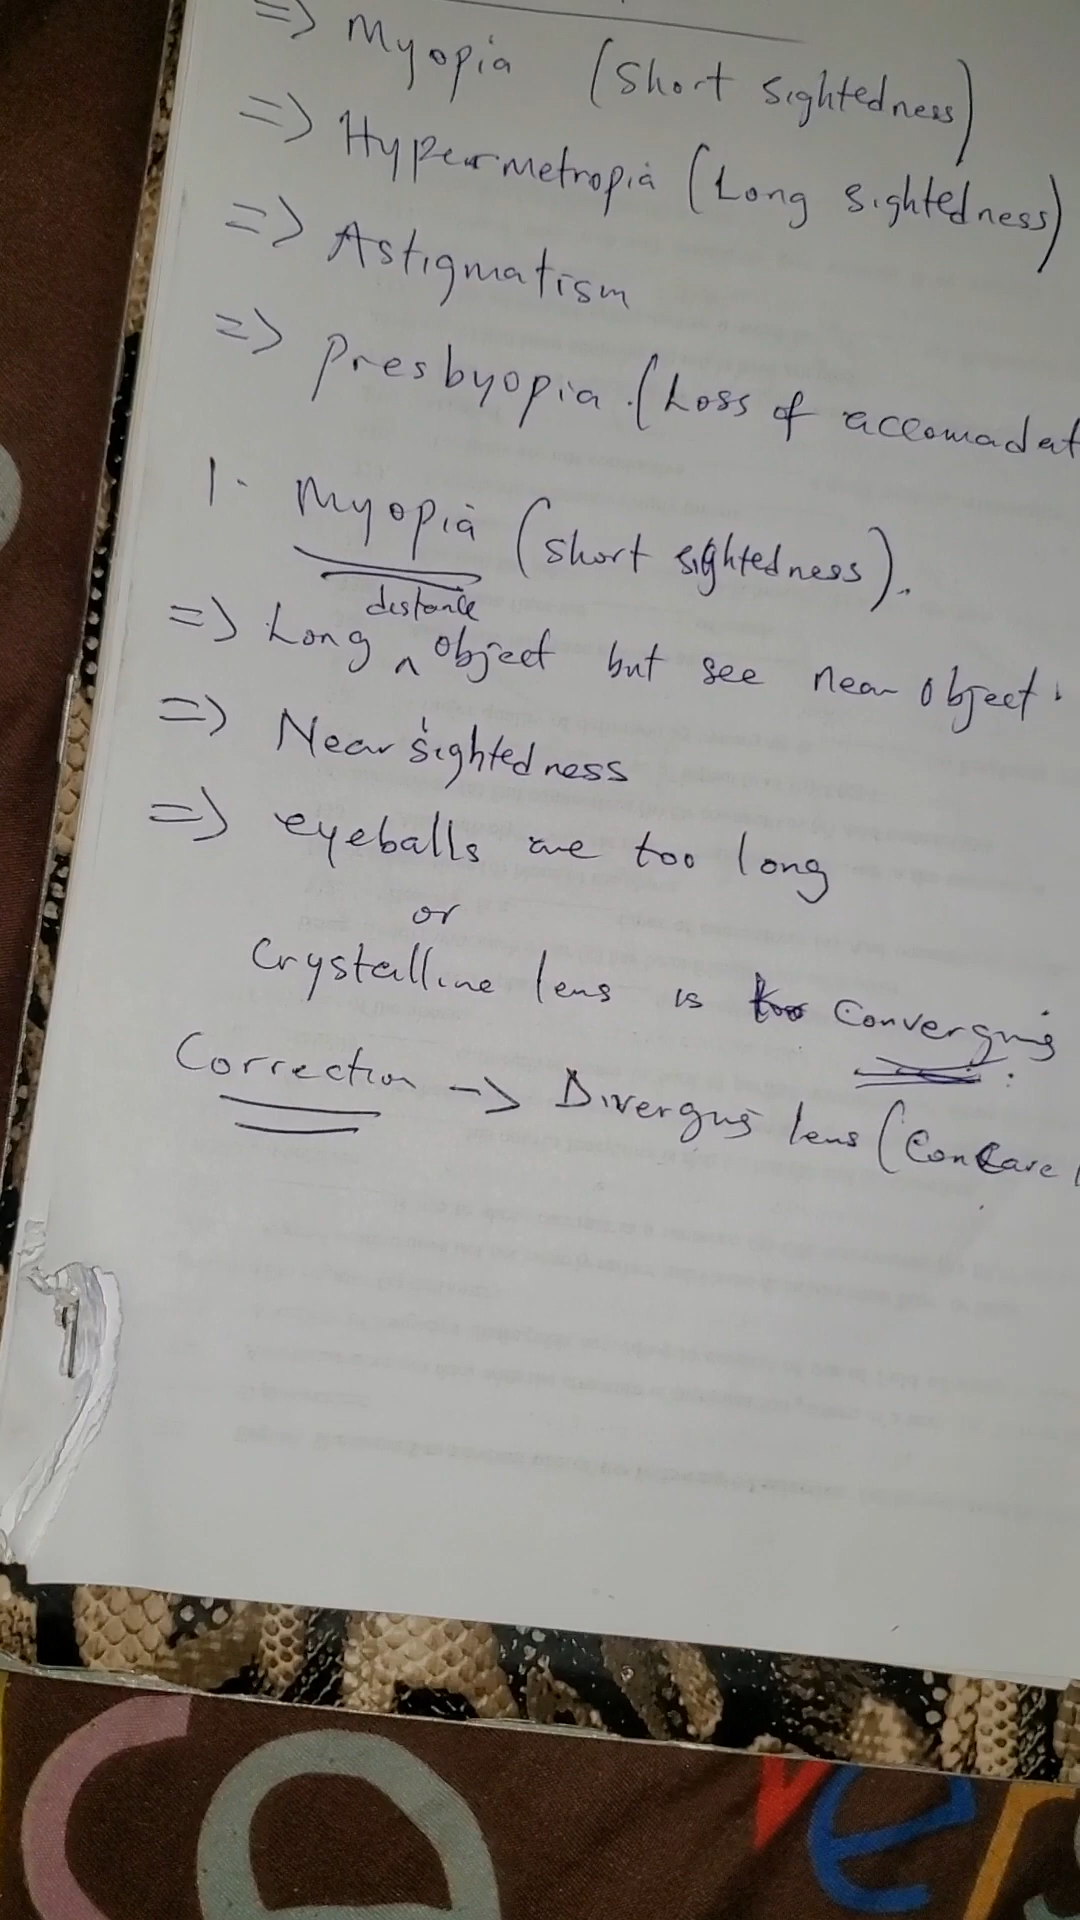 => Myopia (Short sightedness)
=> Hypermetropia (Long sightedness)
=> Astigmatism
=> Presbyopia. (Loss of accomadat
1. Myopia (short sightedness).
distance
=> Long ^ object but see near object.
=> Near sightedness
=> eyeballs are too long
or
Crystalline lens is too Converging
Correction -> Diverging lens (Concave